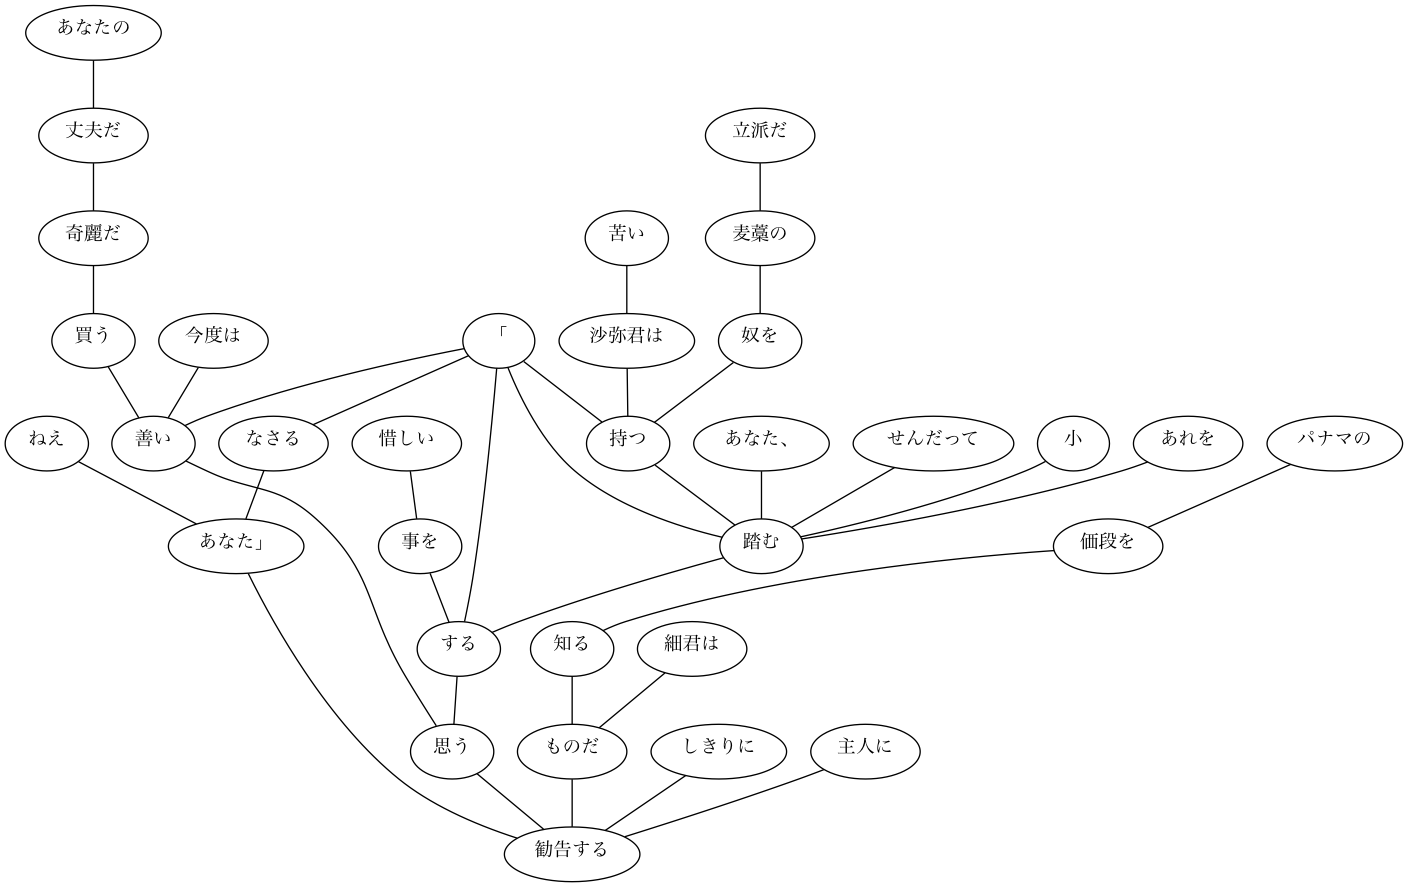 あなたの
丈夫だ
立派だ
奇麗だ
苦い
麦藁の
買う
今度は
「
沙弥君は
奴を
ねえ
善い
なさる
惜しい
持つ
あなた、
せんだって
小
あれを
パナマの
あなた」
事を
踏む
価段を
する
知る
細君は
思う
ものだ
しきりに
主人に
勧告する